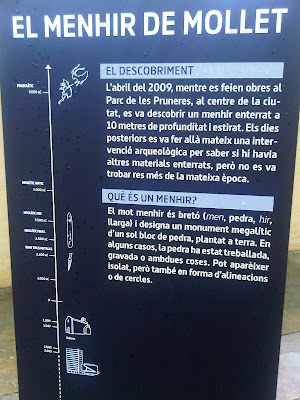 EL MENHIR DE MOLLET
EL DESCOBRIMENT
L'abril del 2009, mentre es feien obres al
Parc de les Pruneres, al centre de la ciu-
tat, es va descobrir un menhir enterrat a
10 metres de profunditat i estirat. Els dies
posteriors es va fer allà mateix una inter-
venció arqueològica per saber si hi havia
altres materials enterrats, però no es va
trobar res més de la mateixa època.
QUÈ ÉS UN MENHIR?
El mot menhir és bretó (men, pedra, hir,
llarga) i designa un monument megalític
d'un sol bloc de pedra, plantat a terra. En
alguns casos, la pedra ha estat treballada,
gravada o ambdues coses. Pot aparèixer
isolat, però també en forma d'alineacions
o de cercles.
0
1.000